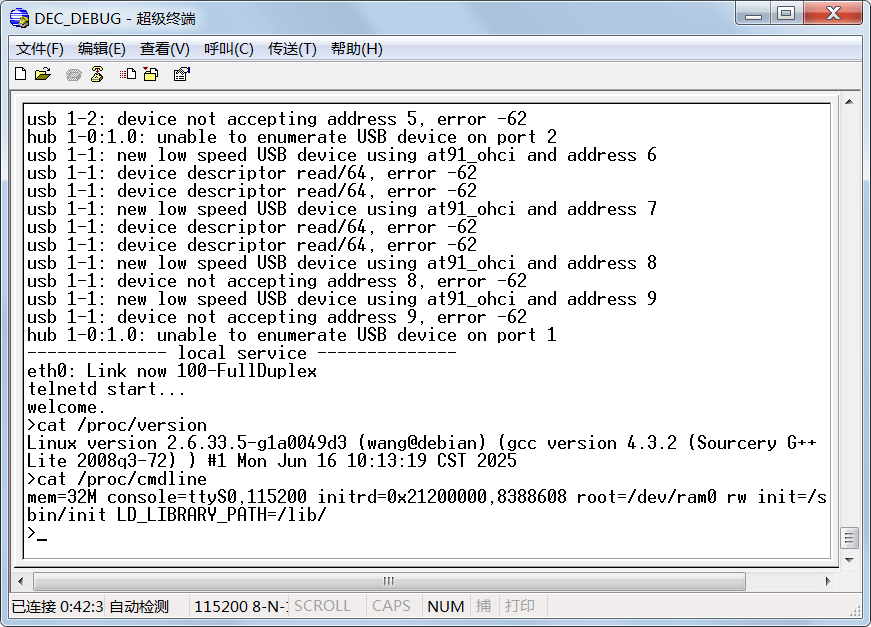 DEC_DEBUG - 超级终端
文件(F) 编辑(E) 查看(V) 呼叫(C) 传送(T) 帮助(H)
usb 1-2: device not accepting address 5, error -62
hub 1-0:1.0: unable to enumerate USB device on port 2
usb 1-1: new low speed USB device using at91_ohci and address 6
usb 1-1: device descriptor read/64, error -62
usb 1-1: device descriptor read/64, error -62
usb 1-1: new low speed USB device using at91_ohci and address 7
usb 1-1: device descriptor read/64, error -62
usb 1-1: device descriptor read/64, error -62
usb 1-1: new low speed USB device using at91_ohci and address 8
usb 1-1: device not accepting address 8, error -62
usb 1-1: new low speed USB device using at91_ohci and address 9
usb 1-1: device not accepting address 9, error -62
hub 1-0:1.0: unable to enumerate USB device on port 1
-------------- local service --------------
eth0: Link now 100-FullDuplex
telnetd start...
welcome.
>cat /proc/version
Linux version 2.6.33.5-g1a0049d3 (wang@debian) (gcc version 4.3.2 (Sourcery G++
Lite 2008q3-72) ) #1 Mon Jun 16 10:13:19 CST 2025
>cat /proc/cmdline
mem=32M console=ttyS0,115200 initrd=0x21200000,8388608 root=/dev/ram0 rw init=/s
bin/init LD_LIBRARY_PATH=/lib/
>_
已连接 0:42:3 自动检测 115200 8-N-1 SCROLL CAPS NUM 捕 打印